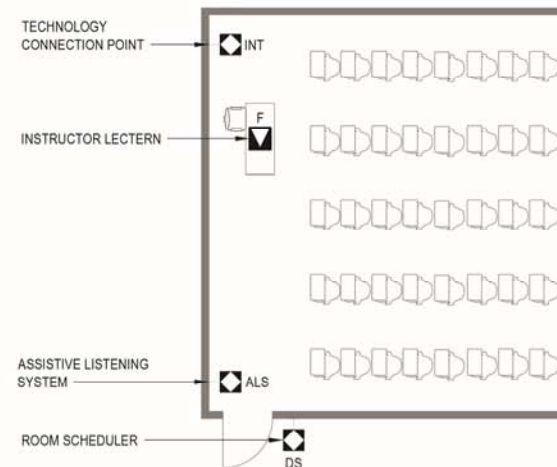 TECHNOLOGY
CONNECTION POINT
INT
F
INSTRUCTOR LECTERN
ASSISTIVE LISTENING
SYSTEM
ALS
ROOM SCHEDULER
DS